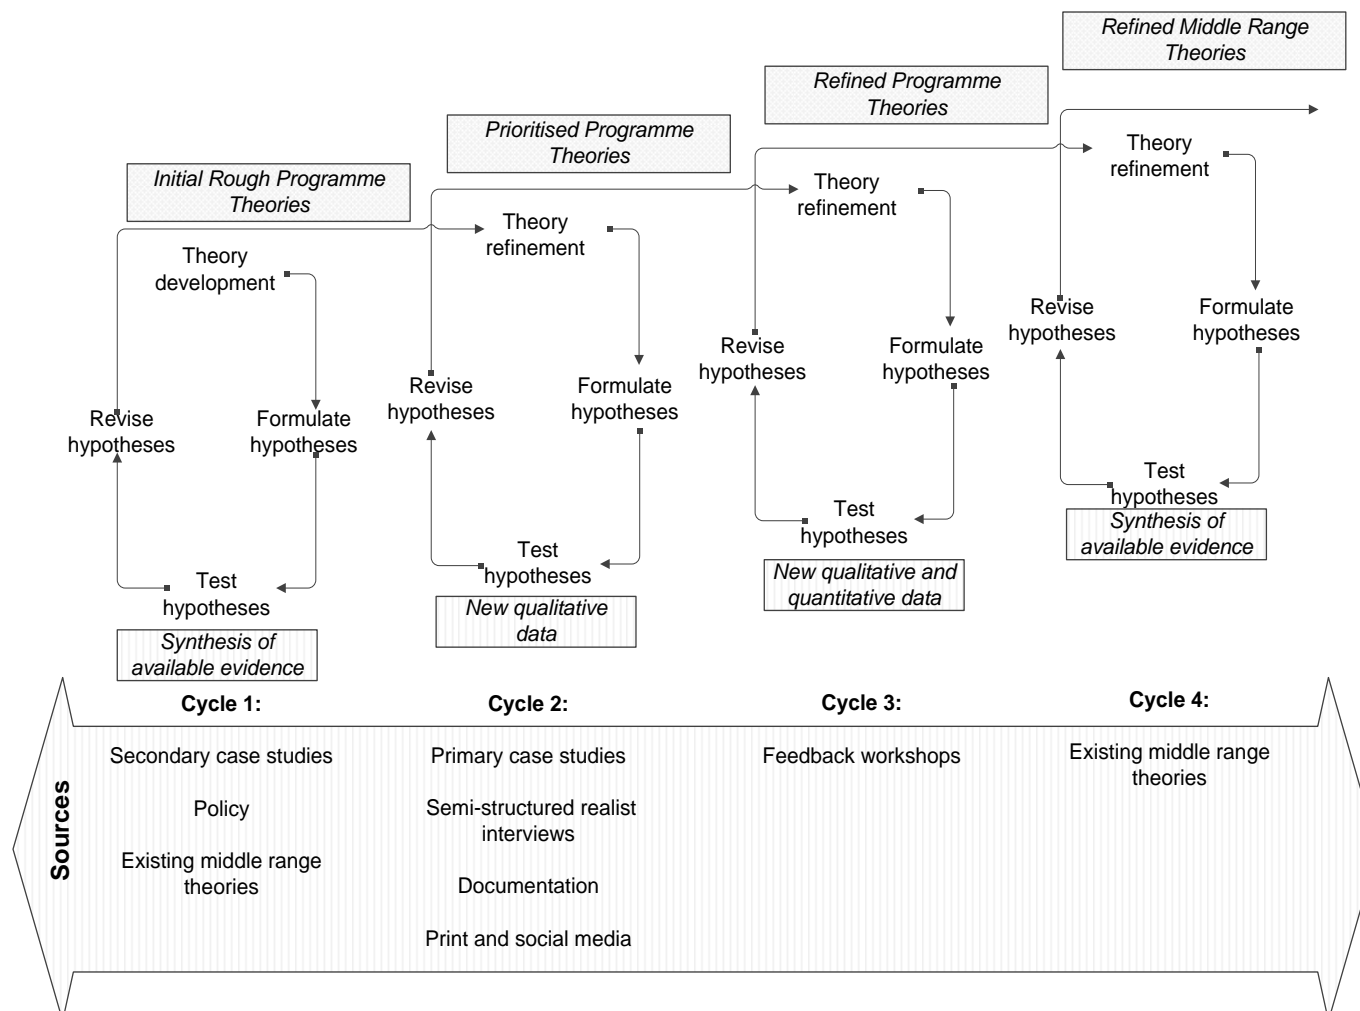 Refined Middle Range
Theories
Refined Programme
Theories
Prioritised Programme
Theories
Initial Rough Programme
Theories
Theory
development
Formulate
hypotheses
Test
hypotheses
Revise
hypotheses
Synthesis of
available evidence
Theory
refinement
Formulate
hypotheses
Test
hypotheses
Revise
hypotheses
New qualitative
data
Theory
refinement
Formulate
hypotheses
Test
hypotheses
Revise
hypotheses
New qualitative and
quantitative data
Theory
refinement
Formulate
hypotheses
Test
hypotheses
Revise
hypotheses
Synthesis of
available evidence
Sources
Cycle 1:
Secondary case studies
Policy
Existing middle range
theories
Cycle 2:
Primary case studies
Semi-structured realist
interviews
Documentation
Print and social media
Cycle 3:
Feedback workshops
Cycle 4:
Existing middle range
theories